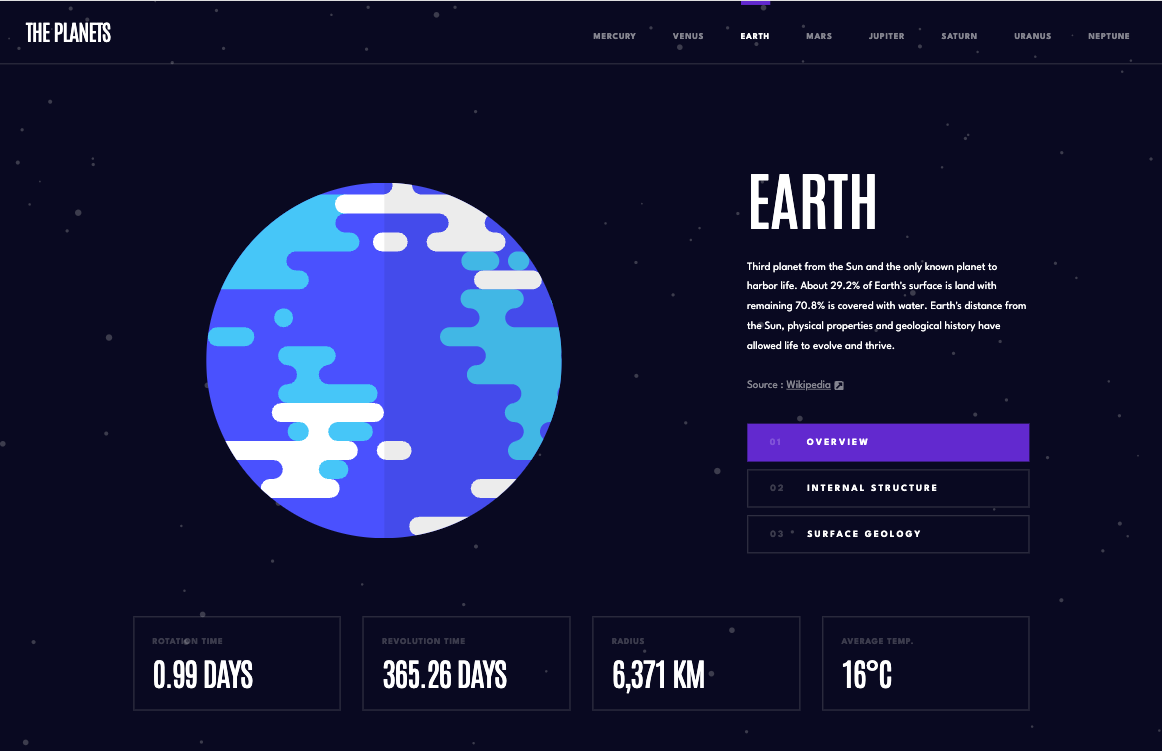 THE PLANETS
MERCURY VENUS EARTH MARS JUPITER SATURN URANUS NEPTUNE
EARTH
Third planet from the Sun and the only known planet to
harbor life. About 29.2% of Earth's surface is land with
remaining 70.8% is covered with water. Earth's distance from
the Sun, physical properties and geological history have
allowed life to evolve and thrive.
Source : Wikipedia
01 OVERVIEW
02 INTERNAL STRUCTURE
03 SURFACE GEOLOGY
ROTATION TIME
0.99 DAYS
REVOLUTION TIME
365.26 DAYS
RADIUS
6,371 KM
AVERAGE TEMP.
16°C